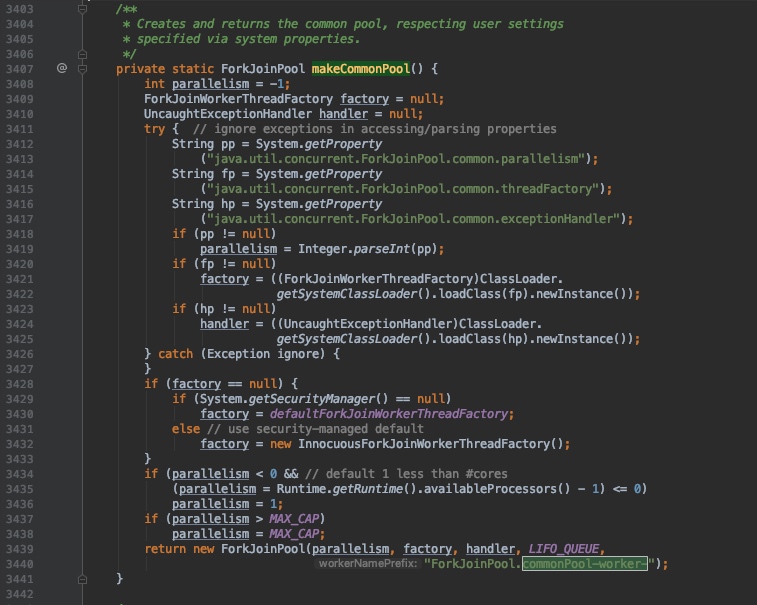 3403 /**
3404 * Creates and returns the common pool, respecting user settings
3405 * specified via system properties.
3406 */
3407 @ private static ForkJoinPool makeCommonPool() {
3408 int parallelism = -1;
3409 ForkJoinWorkerThreadFactory factory = null;
3410 UncaughtExceptionHandler handler = null;
3411 try { // ignore exceptions in accessing/parsing properties
3412 String pp = System.getProperty
3413 ("java.util.concurrent.ForkJoinPool.common.parallelism");
3414 String fp = System.getProperty
3415 ("java.util.concurrent.ForkJoinPool.common.threadFactory");
3416 String hp = System.getProperty
3417 ("java.util.concurrent.ForkJoinPool.common.exceptionHandler");
3418 if (pp != null)
3419 parallelism = Integer.parseInt(pp);
3420 if (fp != null)
3421 factory = ((ForkJoinWorkerThreadFactory)ClassLoader.
3422 getSystemClassLoader().loadClass(fp).newInstance());
3423 if (hp != null)
3424 handler = ((UncaughtExceptionHandler)ClassLoader.
3425 getSystemClassLoader().loadClass(hp).newInstance());
3426 } catch (Exception ignore) {
3427 }
3428 if (factory == null) {
3429 if (System.getSecurityManager() == null)
3430 factory = defaultForkJoinWorkerThreadFactory;
3431 else // use security-managed default
3432 factory = new InnocuousForkJoinWorkerThreadFactory();
3433 }
3434 if (parallelism < 0 && // default 1 less than #cores
3435 (parallelism = Runtime.getRuntime().availableProcessors() - 1) <= 0)
3436 parallelism = 1;
3437 if (parallelism > MAX_CAP)
3438 parallelism = MAX_CAP;
3439 return new ForkJoinPool(parallelism, factory, handler, LIFO_QUEUE,
3440 workerNamePrefix: "ForkJoinPool.commonPool-worker-");
3441 }
3442